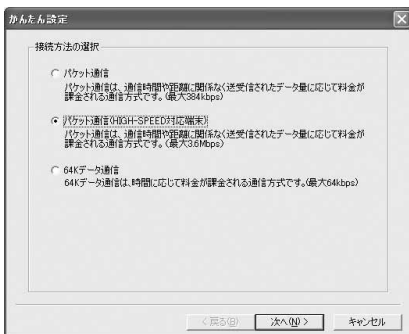 かんたん設定
接続方法の選択
パケット通信
パケット通信は、通信時間や距離に関係なく送受信されたデータ量に応じて料金が
課金される通信方式です。(最大384kbps)
パケット通信(HIGH-SPEED対応端末)
パケット通信は、通信時間や距離に関係なく送受信されたデータ量に応じて料金が
課金される通信方式です。(最大3.6Mbps)
64Kデータ通信
64Kデータ通信は、時間に応じて料金が課金される通信方式です。(最大64kbps)
< 戻る(B) 次へ(N) > キャンセル